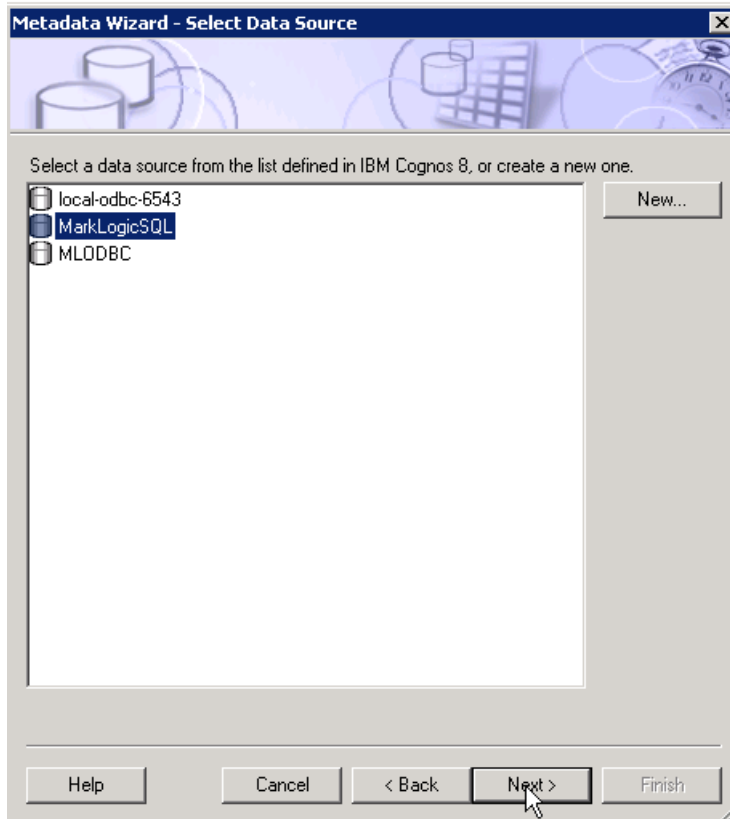 Metadata Wizard - Select Data Source
Select a data source from the list defined in IBM Cognos 8, or create a new one.
local-odbc-6543
New...
MarkLogicSQL
MLODBC
Help
Cancel
< Back
Next >
Finish